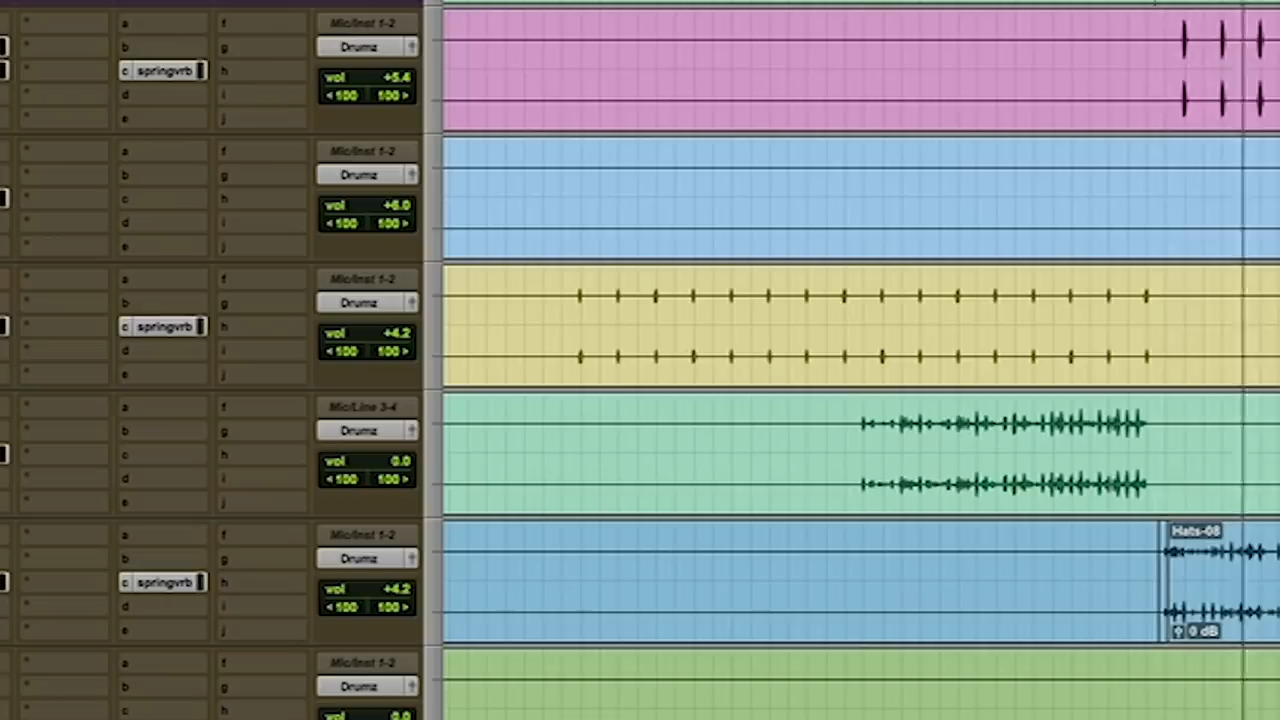 a f Mic/Inst 1-2
b g Drumz
c springvrb h vol +5.4
d i ◂ 100 100 ▸
e j
a f Mic/Inst 1-2
b g Drumz
c h vol +6.0
d i ◂ 100 100 ▸
e j
a f Mic/Inst 1-2
b g Drumz
c springvrb h vol +4.2
d i ◂ 100 100 ▸
e j
a f Mic/Line 3-4
b g Drumz
c h vol 0.0
d i ◂ 100 100 ▸
e j
a f Mic/Inst 1-2 Hats-08
b g Drumz
c springvrb h vol +4.2
d i ◂ 100 100 ▸
e j 0 dB
a f Mic/Inst 1-2
b g Drumz
c h vol 0.0